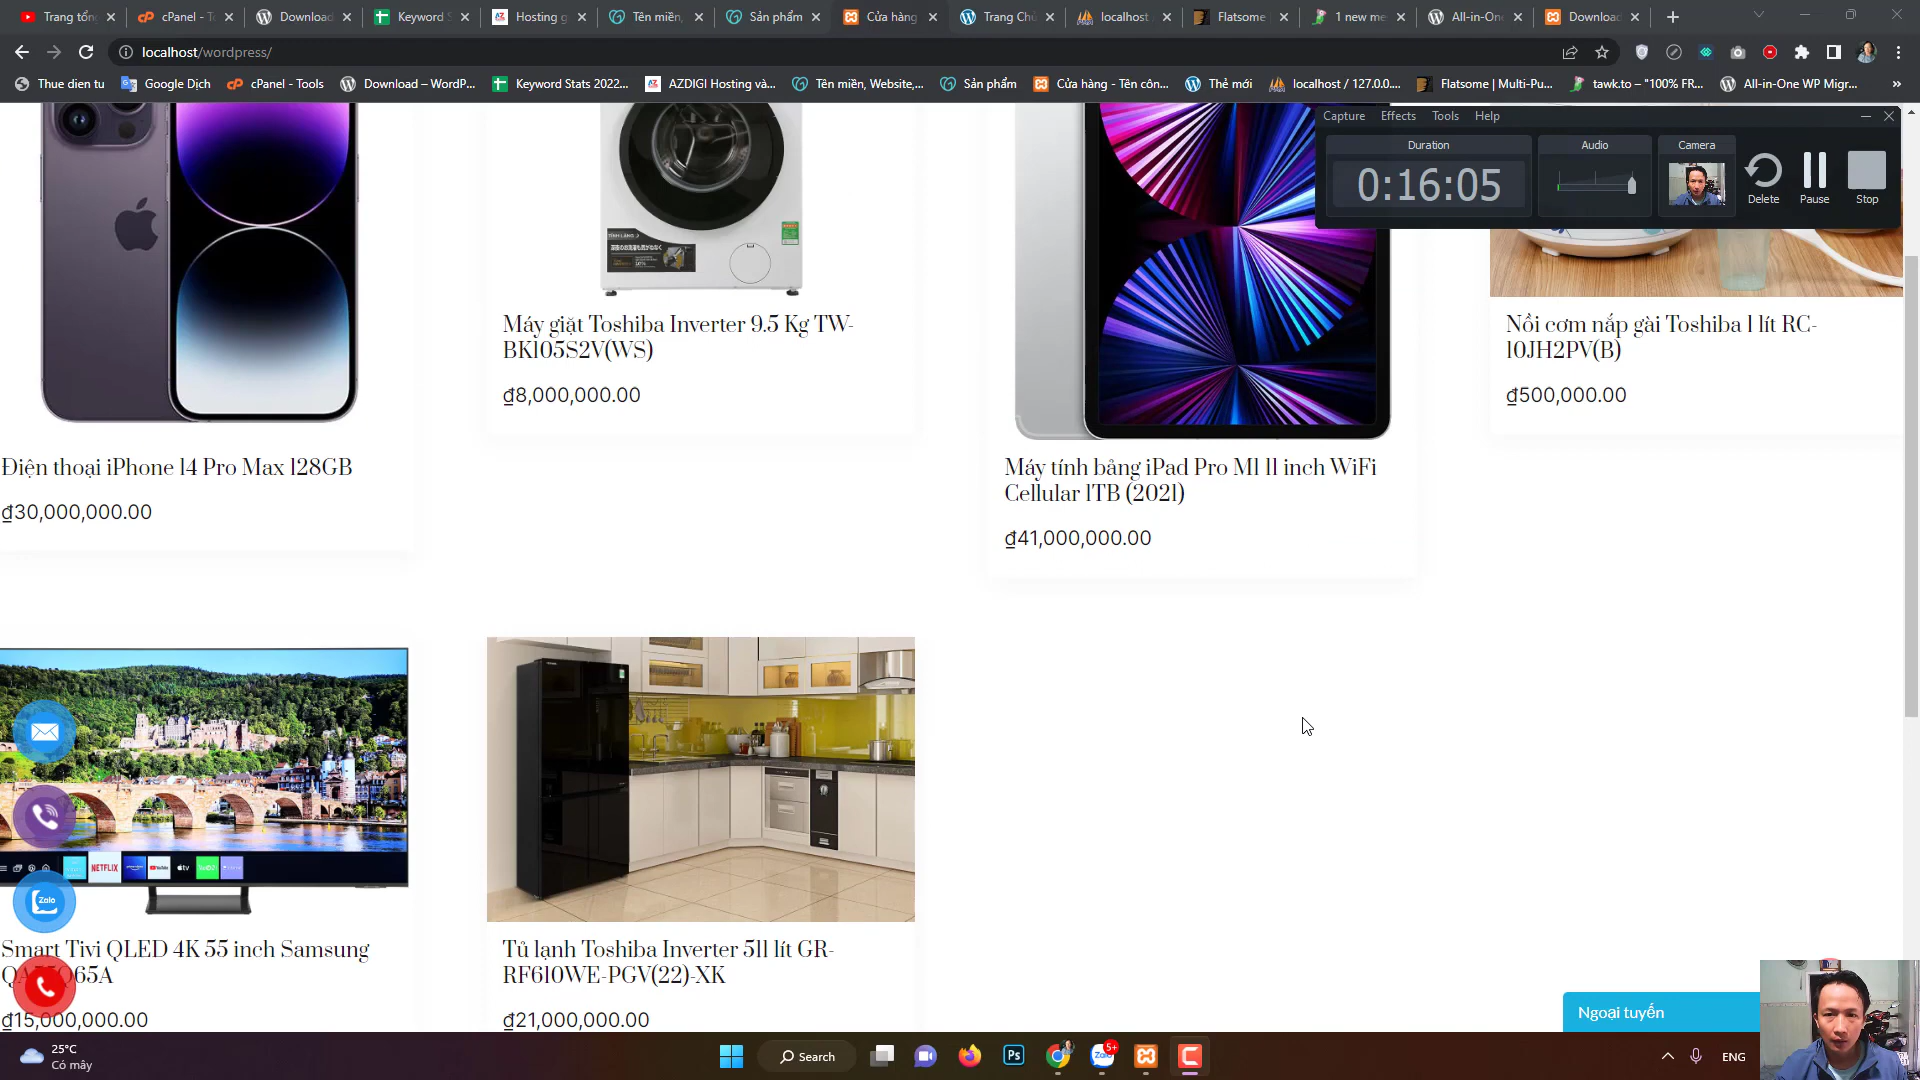 Trang tổn
cPanel - To
Download
Keyword S
Hosting g
Tên miền,
Sản phẩm
Cửa hàng
Trang Chủ
localhost /
Flatsome
1 new me
All-in-One
Download
localhost/wordpress/
Thue dien tu
Google Dịch
cPanel - Tools
Download – WordP...
Keyword Stats 2022...
AZDIGI Hosting và...
Tên miền, Website,...
Sản phẩm
Cửa hàng - Tên côn...
Thẻ mới
localhost / 127.0.0....
Flatsome | Multi-Pu...
tawk.to – "100% FR...
All-in-One WP Migr...
»
Capture Effects Tools Help
Duration
Audio
Camera
0:16:05
Delete
Pause
Stop
Máy giặt Toshiba Inverter 9.5 Kg TW-
BK105S2V(WS)
₫8,000,000.00
Nồi cơm nắp gài Toshiba 1 lít RC-
10JH2PV(B)
₫500,000.00
Điện thoại iPhone 14 Pro Max 128GB
₫30,000,000.00
Máy tính bảng iPad Pro M1 11 inch WiFi
Cellular 1TB (2021)
₫41,000,000.00
NETFLIX
Zalo
Smart Tivi QLED 4K 55 inch Samsung
₫15,000,000.00
Tủ lạnh Toshiba Inverter 511 lít GR-
RF610WE-PGV(22)-XK
₫21,000,000.00
Ngoại tuyến
25°C
Có mây
Search
Ps
Zalo
5+
ENG